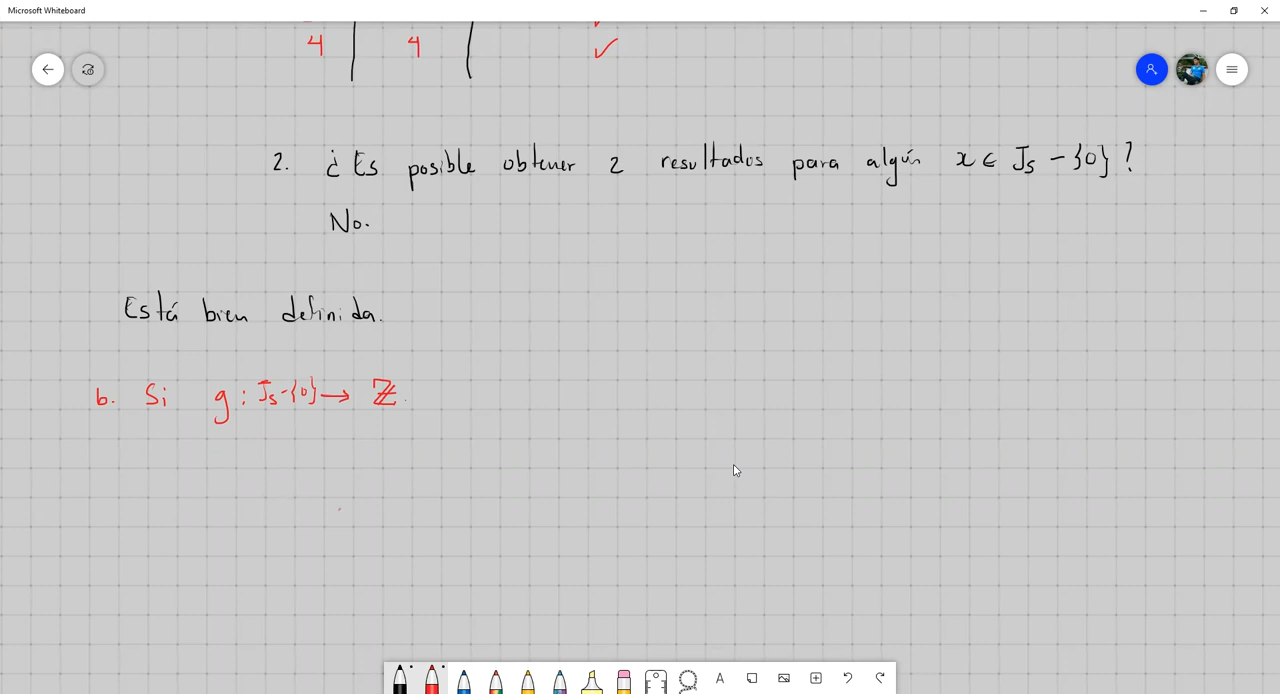 Microsoft Whiteboard
4 4 ✓
2. ¿Es posible obtener 2 resultados para algún x ∈ J₅ - {0}?
No.
Está bien definida.
b. Si g: J₅-{0} → ℤ
A